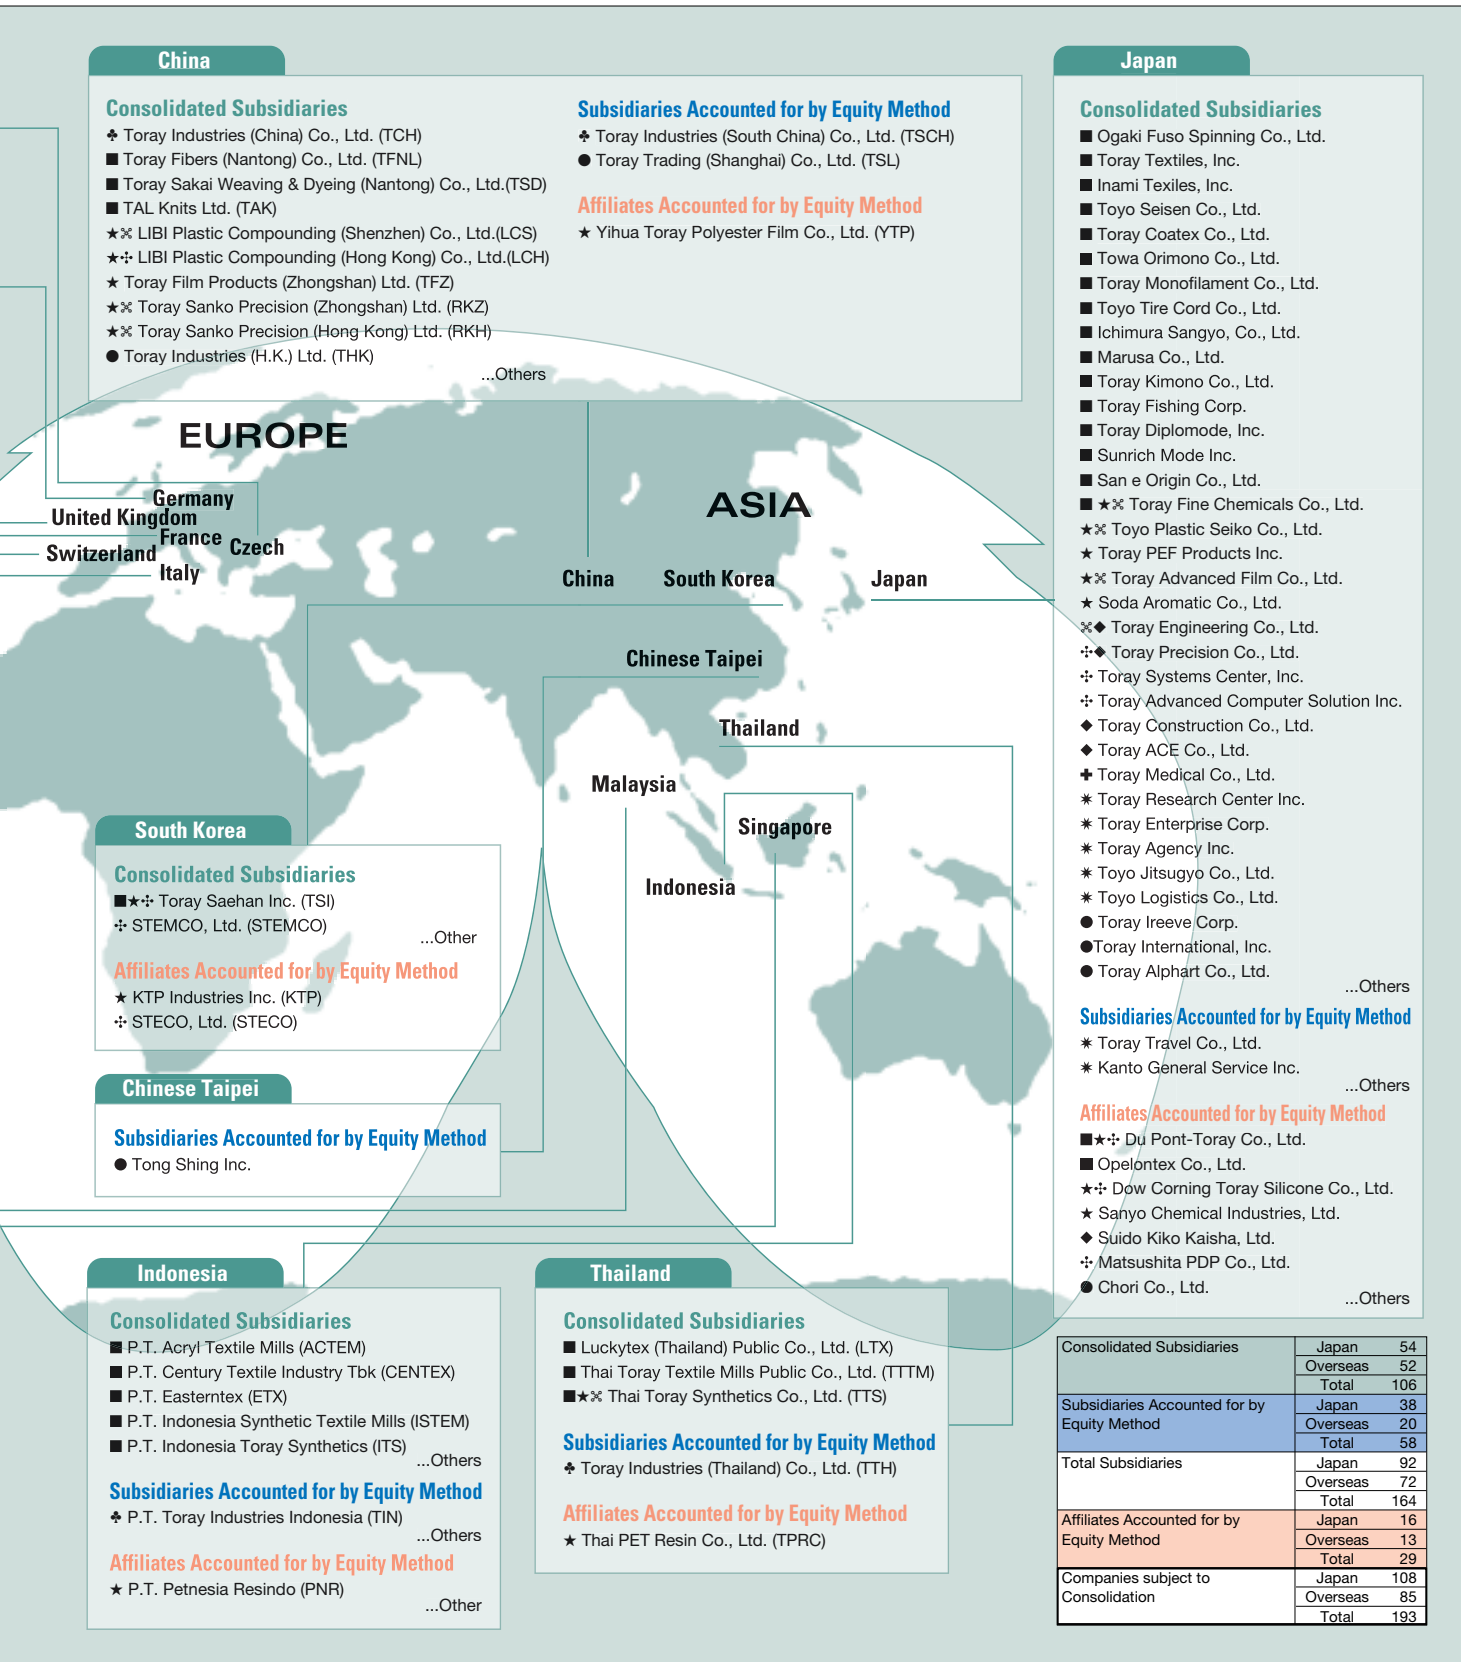 China
Consolidated Subsidiaries
♣ Toray Industries (China) Co., Ltd. (TCH)
■ Toray Fibers (Nantong) Co., Ltd. (TFNL)
■ Toray Sakai Weaving & Dyeing (Nantong) Co., Ltd.(TSD)
■ TAL Knits Ltd. (TAK)
★⌘ LIBI Plastic Compounding (Shenzhen) Co., Ltd.(LCS)
★✣ LIBI Plastic Compounding (Hong Kong) Co., Ltd.(LCH)
★ Toray Film Products (Zhongshan) Ltd. (TFZ)
★⌘ Toray Sanko Precision (Zhongshan) Ltd. (RKZ)
★⌘ Toray Sanko Precision (Hong Kong) Ltd. (RKH)
● Toray Industries (H.K.) Ltd. (THK)
...Others
Subsidiaries Accounted for by Equity Method
♣ Toray Industries (South China) Co., Ltd. (TSCH)
● Toray Trading (Shanghai) Co., Ltd. (TSL)
Affiliates Accounted for by Equity Method
★ Yihua Toray Polyester Film Co., Ltd. (YTP)
Japan
Consolidated Subsidiaries
■ Ogaki Fuso Spinning Co., Ltd.
■ Toray Textiles, Inc.
■ Inami Texiles, Inc.
■ Toyo Seisen Co., Ltd.
■ Toray Coatex Co., Ltd.
■ Towa Orimono Co., Ltd.
■ Toray Monofilament Co., Ltd.
■ Toyo Tire Cord Co., Ltd.
■ Ichimura Sangyo, Co., Ltd.
■ Marusa Co., Ltd.
■ Toray Kimono Co., Ltd.
■ Toray Fishing Corp.
■ Toray Diplomode, Inc.
■ Sunrich Mode Inc.
■ San e Origin Co., Ltd.
■ ★⌘ Toray Fine Chemicals Co., Ltd.
★⌘ Toyo Plastic Seiko Co., Ltd.
★ Toray PEF Products Inc.
★⌘ Toray Advanced Film Co., Ltd.
★ Soda Aromatic Co., Ltd.
⌘◆ Toray Engineering Co., Ltd.
✣◆ Toray Precision Co., Ltd.
✣ Toray Systems Center, Inc.
✣ Toray Advanced Computer Solution Inc.
◆ Toray Construction Co., Ltd.
◆ Toray ACE Co., Ltd.
✚ Toray Medical Co., Ltd.
✷ Toray Research Center Inc.
✷ Toray Enterprise Corp.
✷ Toray Agency Inc.
✷ Toyo Jitsugyo Co., Ltd.
✷ Toyo Logistics Co., Ltd.
● Toray Ireeve Corp.
●Toray International, Inc.
● Toray Alphart Co., Ltd.
...Others
Subsidiaries Accounted for by Equity Method
✷ Toray Travel Co., Ltd.
✷ Kanto General Service Inc.
...Others
Affiliates Accounted for by Equity Method
■★✣ Du Pont-Toray Co., Ltd.
■ Opelontex Co., Ltd.
★✣ Dow Corning Toray Silicone Co., Ltd.
★ Sanyo Chemical Industries, Ltd.
◆ Suido Kiko Kaisha, Ltd.
✣ Matsushita PDP Co., Ltd.
● Chori Co., Ltd.
...Others
EUROPE
ASIA
Germany
United Kingdom
France
Czech
Switzerland
Italy
China
South Korea
Japan
Chinese Taipei
Thailand
Malaysia
Singapore
Indonesia
South Korea
Consolidated Subsidiaries
■★✣ Toray Saehan Inc. (TSI)
✣ STEMCO, Ltd. (STEMCO)
...Other
Affiliates Accounted for by Equity Method
★ KTP Industries Inc. (KTP)
✣ STECO, Ltd. (STECO)
Chinese Taipei
Subsidiaries Accounted for by Equity Method
● Tong Shing Inc.
Indonesia
Consolidated Subsidiaries
■ P.T. Acryl Textile Mills (ACTEM)
■ P.T. Century Textile Industry Tbk (CENTEX)
■ P.T. Easterntex (ETX)
■ P.T. Indonesia Synthetic Textile Mills (ISTEM)
■ P.T. Indonesia Toray Synthetics (ITS)
...Others
Subsidiaries Accounted for by Equity Method
♣ P.T. Toray Industries Indonesia (TIN)
...Others
Affiliates Accounted for by Equity Method
★ P.T. Petnesia Resindo (PNR)
...Other
Thailand
Consolidated Subsidiaries
■ Luckytex (Thailand) Public Co., Ltd. (LTX)
■ Thai Toray Textile Mills Public Co., Ltd. (TTTM)
■★⌘ Thai Toray Synthetics Co., Ltd. (TTS)
Subsidiaries Accounted for by Equity Method
♣ Toray Industries (Thailand) Co., Ltd. (TTH)
Affiliates Accounted for by Equity Method
★ Thai PET Resin Co., Ltd. (TPRC)
Consolidated Subsidiaries Japan 54
Overseas 52
Total 106
Subsidiaries Accounted for by Japan 38
Equity Method Overseas 20
Total 58
Total Subsidiaries Japan 92
Overseas 72
Total 164
Affiliates Accounted for by Japan 16
Equity Method Overseas 13
Total 29
Companies subject to Japan 108
Consolidation Overseas 85
Total 193